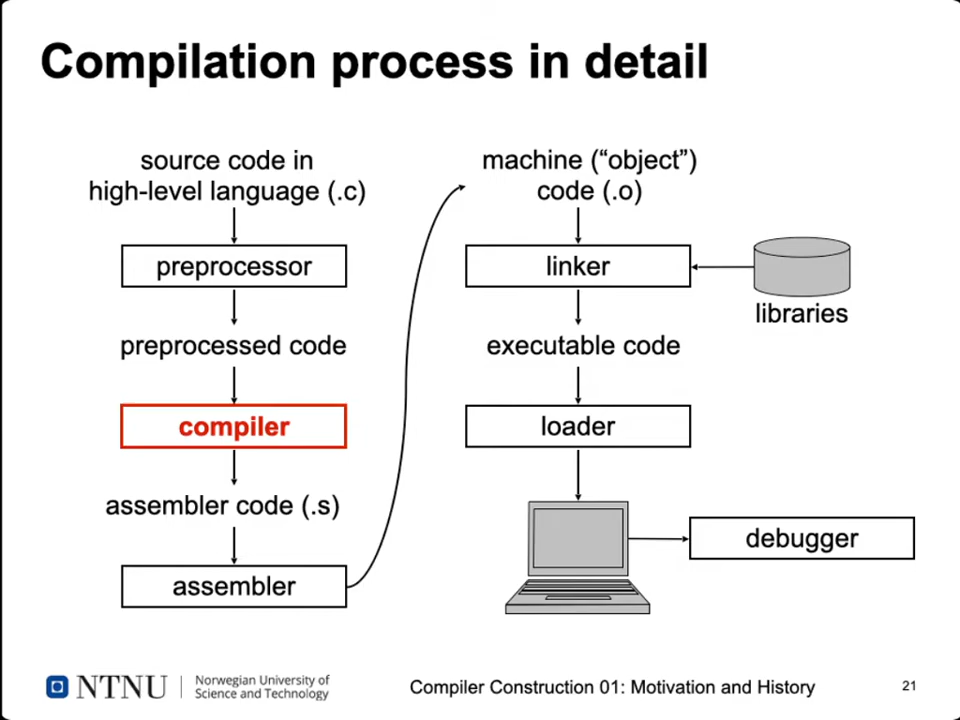 Compilation process in detail
source code in
high-level language (.c)
preprocessor
preprocessed code
compiler
assembler code (.s)
assembler
machine (“object”)
code (.o)
linker
libraries
executable code
loader
debugger
NTNU
Norwegian University of
Science and Technology
Compiler Construction 01: Motivation and History
21